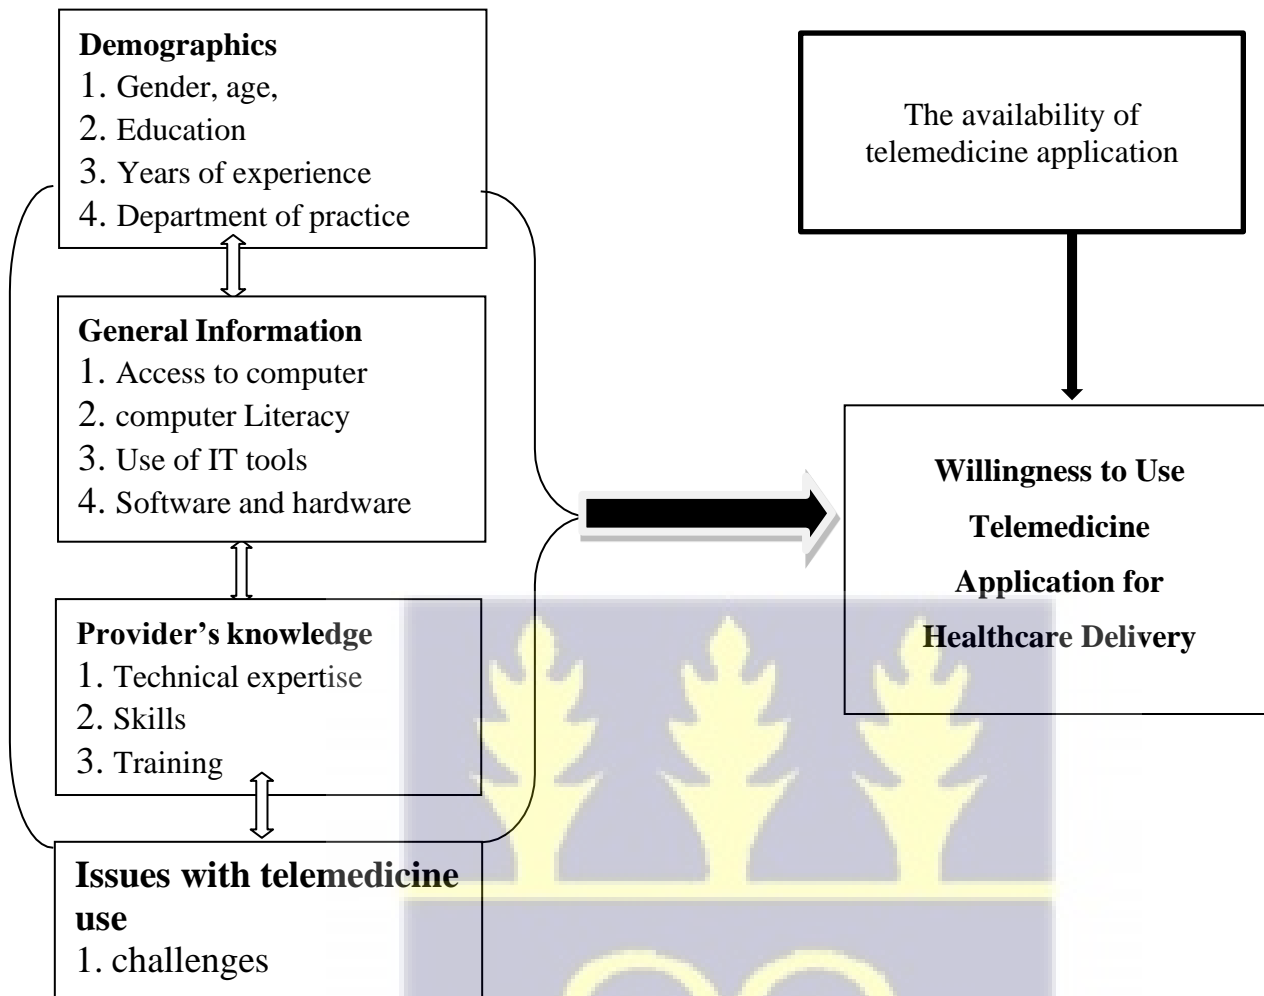 Demographics
1. Gender, age,
2. Education
3. Years of experience
4. Department of practice
General Information
1. Access to computer
2. computer Literacy
3. Use of IT tools
4. Software and hardware
Provider’s knowledge
1. Technical expertise
2. Skills
3. Training
Issues with telemedicine
use
1. challenges
The availability of
telemedicine application
Willingness to Use
Telemedicine
Application for
Healthcare Delivery